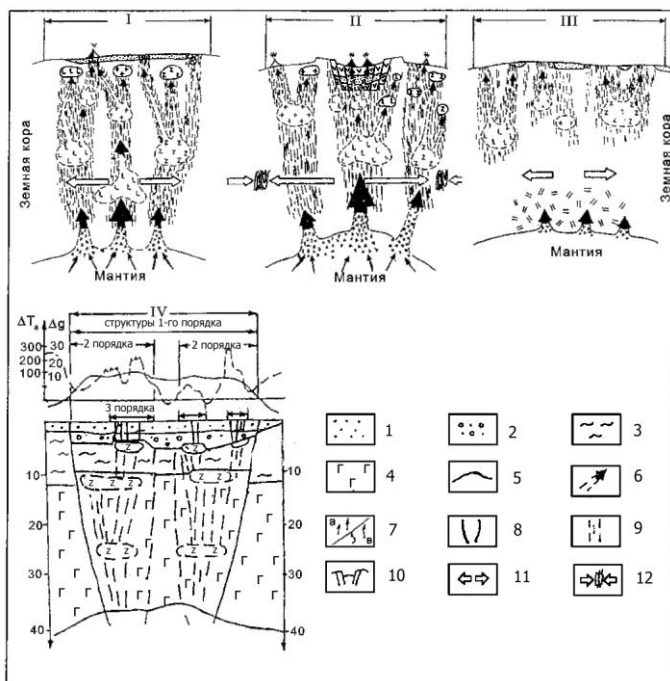 I II III
Земная кора
Мантия
Мантия
Мантия
Земная кора
IV
структуры 1-го порядка
2 порядка 2 порядка
ΔTa Δg
300 30
200 20
100 10
3 порядка
10 10
20 20
30 30
40 40
Z Z Z
Z Z
Z Z Z
Z Z
1 2 3
4 5 6
а в 7 8 9
10 11 12